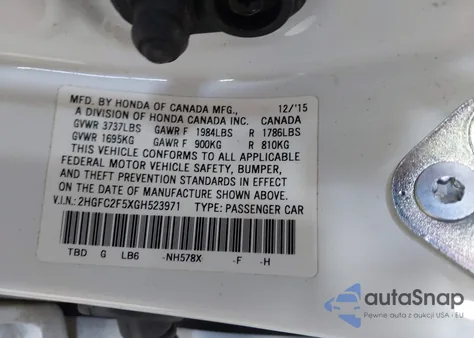 MFD. BY HONDA OF CANADA MFG., 12/'15
A DIVISION OF HONDA CANADA INC. CANADA
GVWR 3737LBS GAWR F 1984LBS R 1786LBS
GVWR 1695KG GAWR F 900KG R 810KG
THIS VEHICLE CONFORMS TO ALL APPLICABLE
FEDERAL MOTOR VEHICLE SAFETY, BUMPER,
AND THEFT PREVENTION STANDARDS IN EFFECT
ON THE DATE OF MANUFACTURE SHOWN ABOVE.
V.I.N.: 2HGFC2F5XGH523971 TYPE: PASSENGER CAR
TBD G LB6 -NH578X -F -H
autoSnap
Pewne auta z USA - EU